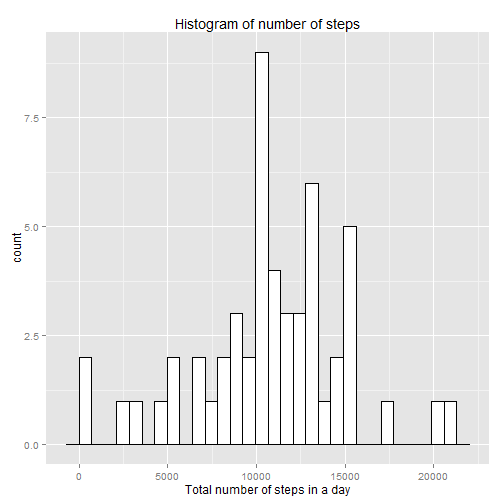 Histogram of number of steps
7.5
5.0
2.5
0.0
count
0 5000 10000 15000 20000
Total number of steps in a day